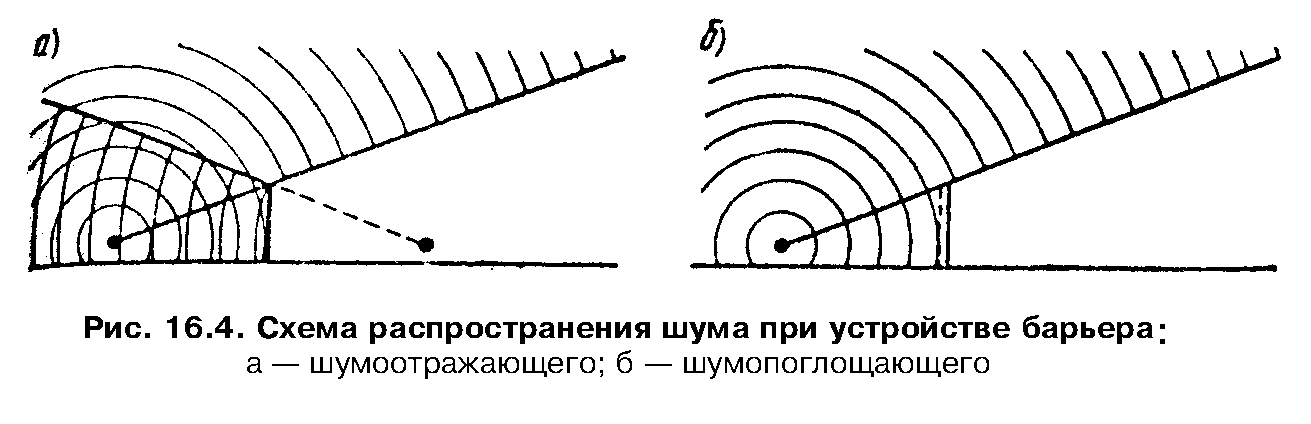 а) б)
Рис. 16.4. Схема распространения шума при устройстве барьера:
а — шумоотражающего; б — шумопоглощающего